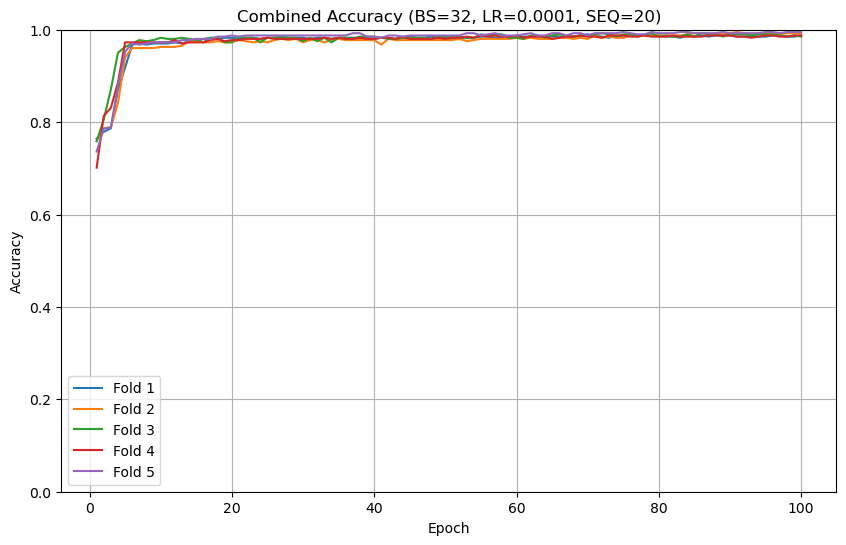 Combined Accuracy (BS=32, LR=0.0001, SEQ=20)
1.0
0.8
0.6
0.4
0.2
0.0
Accuracy
Fold 1
Fold 2
Fold 3
Fold 4
Fold 5
0 20 40 60 80 100
Epoch